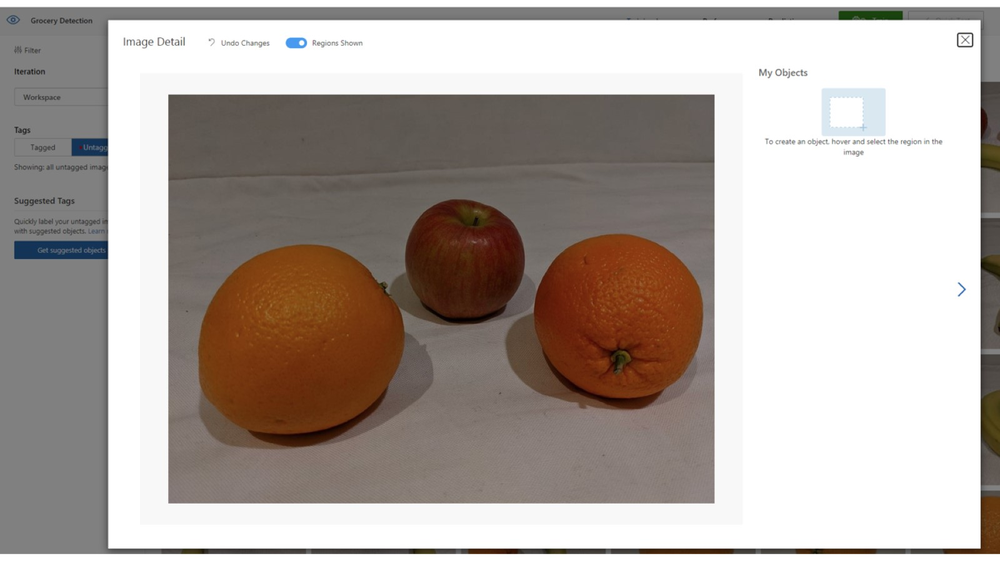 Grocery Detection
Filter
Iteration
Workspace
Tags
Tagged
Showing: all untagged
Suggested Tags
Quickly label your untagged
with suggested objects. Learn
Get suggested objects
Image Detail
Undo Changes
Regions Shown
My Objects
To create an object, hover and select the region in the
image